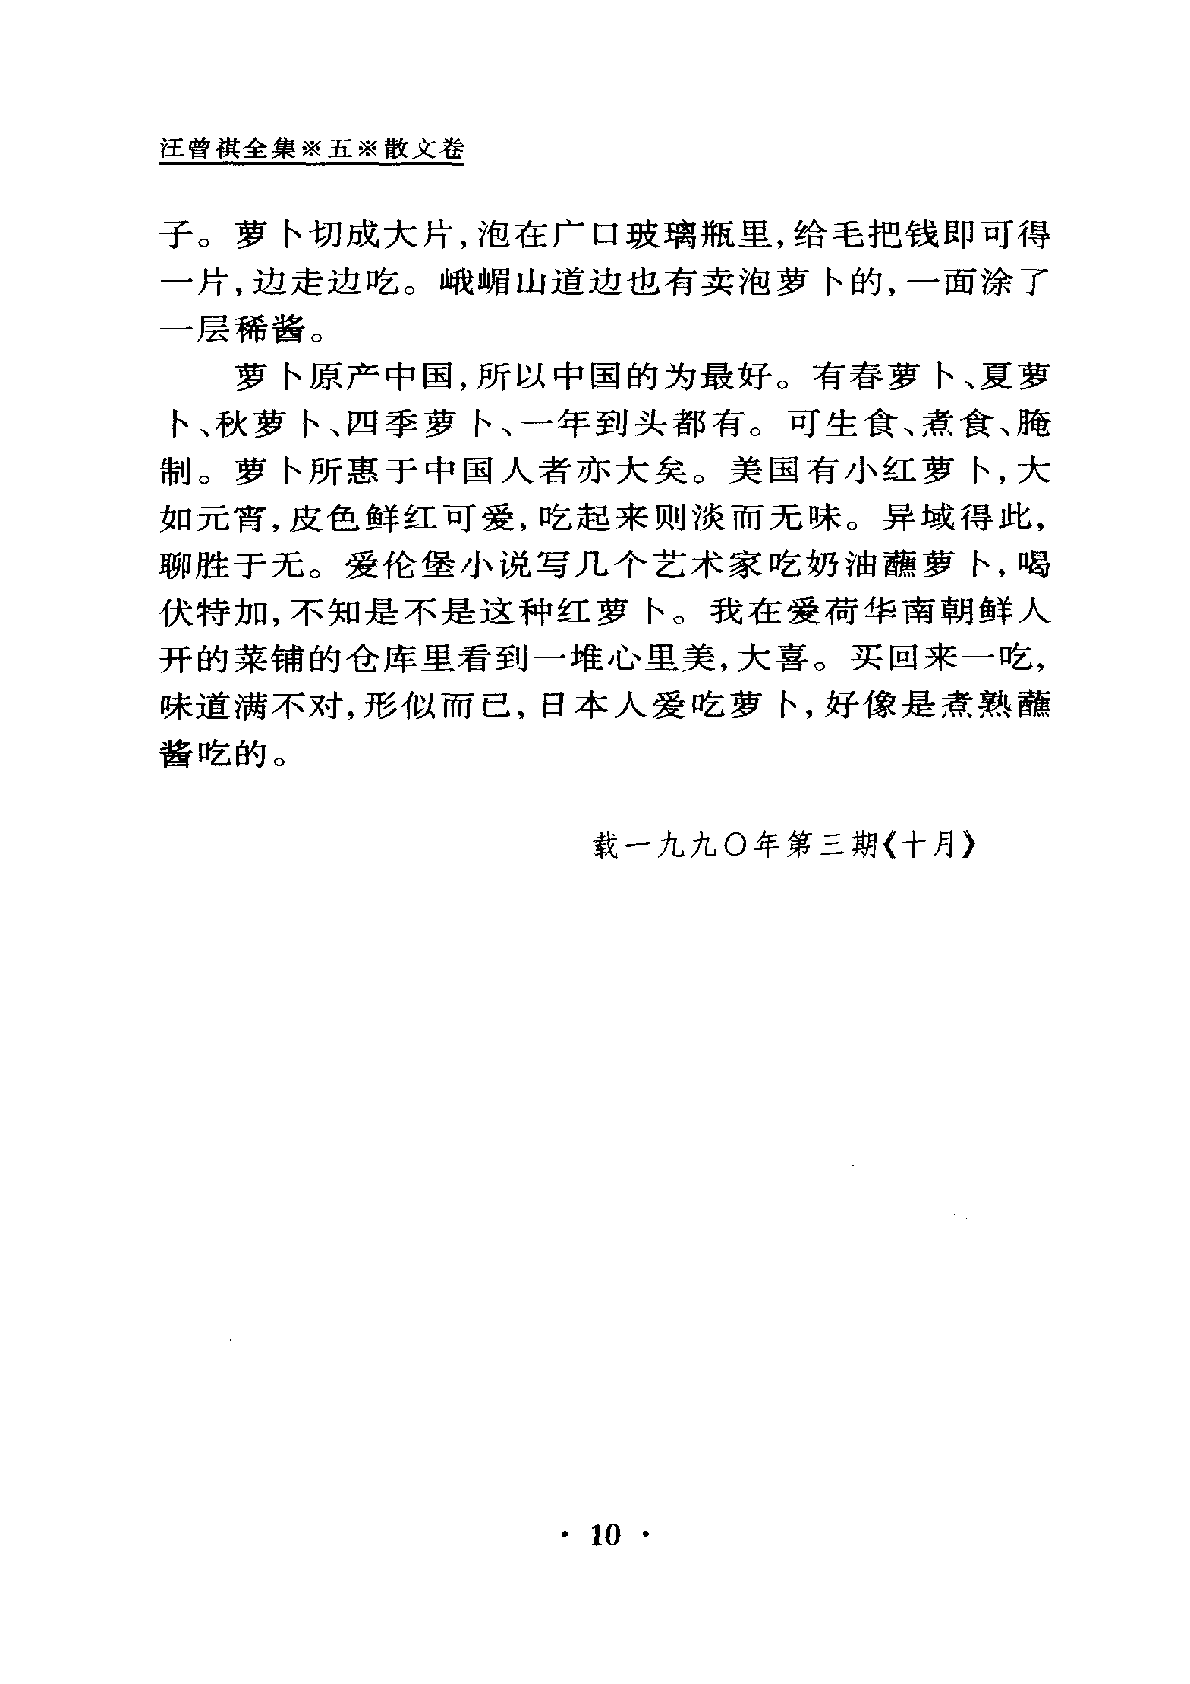 汪曾祺全集※五※散文卷
子。萝卜切成大片,泡在广口玻璃瓶里,给毛把钱即可得
一片,边走边吃。峨嵋山道边也有卖泡萝卜的,一面涂了
一层稀酱。
萝卜原产中国,所以中国的为最好。有春萝卜、夏萝
卜、秋萝卜、四季萝卜、一年到头都有。可生食、煮食、腌
制。萝卜所惠于中国人者亦大矣。美国有小红萝卜,大
如元宵,皮色鲜红可爱,吃起来则淡而无味。异域得此,
聊胜于无。爱伦堡小说写几个艺术家吃奶油蘸萝卜,喝
伏特加,不知是不是这种红萝卜。我在爱荷华南朝鲜人
开的菜铺的仓库里看到一堆心里美,大喜。买回来一吃,
味道满不对,形似而已,日本人爱吃萝卜,好像是煮熟蘸
酱吃的。
载一九九〇年第三期《十月》
· 10 ·